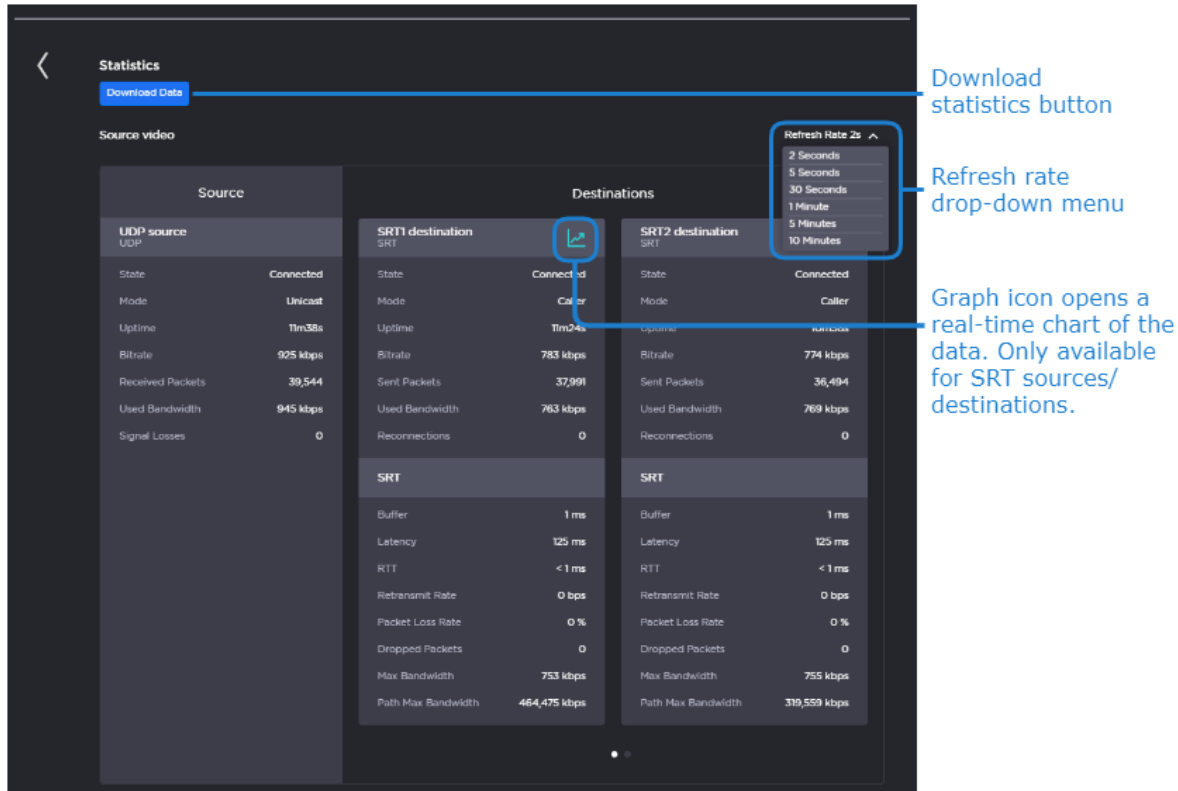 Statistics
Download Data
Download
statistics button
Source video
Refresh Rate 2s
2 Seconds
5 Seconds
30 Seconds
1 Minute
5 Minutes
10 Minutes
Refresh rate
drop-down menu
Source
Destinations
UDP source
UDP
State Connected
Mode Unicast
Uptime 11m38s
Bitrate 925 kbps
Received Packets 39,544
Used Bandwidth 945 kbps
Signal Losses 0
SRT1 destination
SRT
State Connected
Mode Caller
Uptime 11m24s
Bitrate 783 kbps
Sent Packets 37,991
Used Bandwidth 763 kbps
Reconnections 0
SRT
Buffer 1 ms
Latency 125 ms
RTT < 1 ms
Retransmit Rate 0 bps
Packet Loss Rate 0 %
Dropped Packets 0
Max Bandwidth 753 kbps
Path Max Bandwidth 464,475 kbps
SRT2 destination
SRT
State Connected
Mode Caller
Uptime
Bitrate 774 kbps
Sent Packets 36,494
Used Bandwidth 769 kbps
Reconnections 0
SRT
Buffer 1 ms
Latency 125 ms
RTT < 1 ms
Retransmit Rate 0 bps
Packet Loss Rate 0 %
Dropped Packets 0
Max Bandwidth 755 kbps
Path Max Bandwidth 319,559 kbps
Graph icon opens a
real-time chart of the
data. Only available
for SRT sources/
destinations.